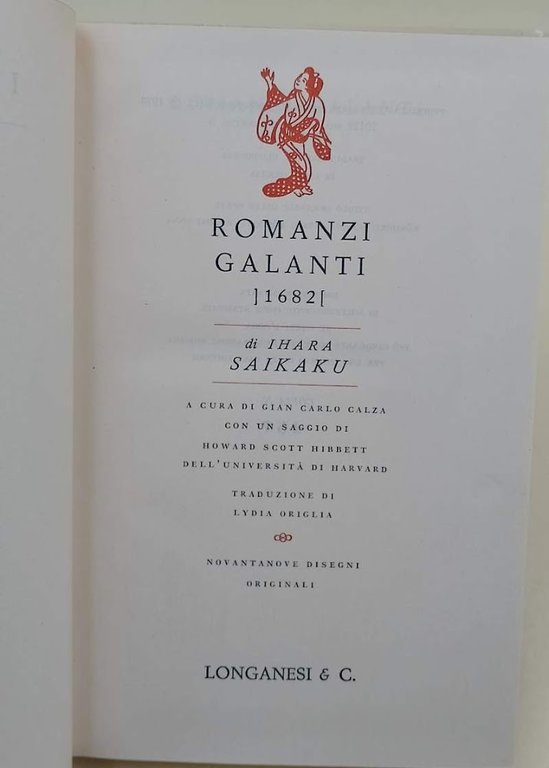 ROMANZI
GALANTI
]1682[
di IHARA
SAIKAKU
A CURA DI GIAN CARLO CALZA
CON UN SAGGIO DI
HOWARD SCOTT HIBBETT
DELL'UNIVERSITÀ DI HARVARD
TRADUZIONE DI
LYDIA ORIGLIA
NOVANTANOVE DISEGNI
ORIGINALI
LONGANESI & C.